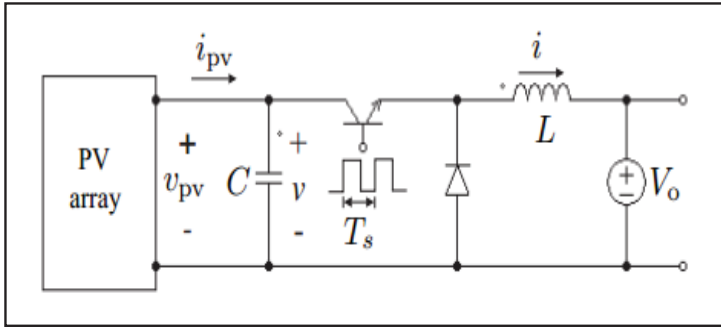 i_pv
i
PV
array
+
v_pv
-
C
+
v
-
T_s
L
+
-
V_o